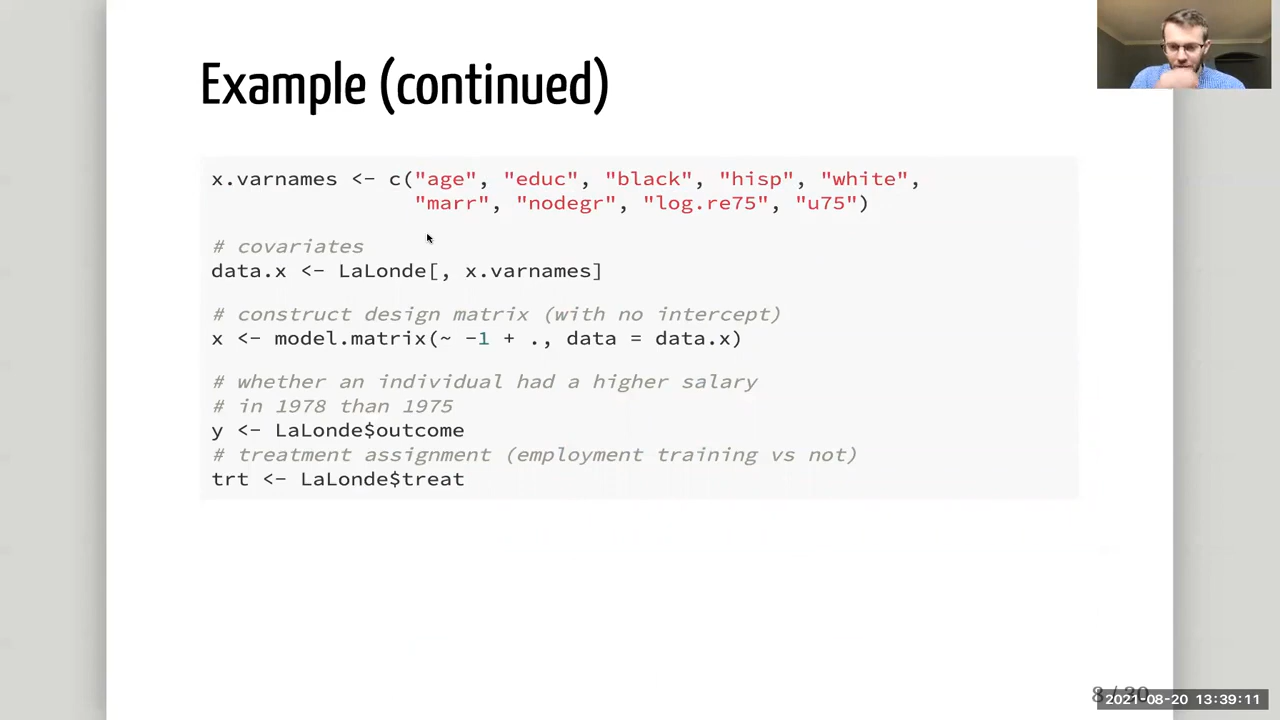 Example (continued)
x.varnames <- c("age", "educ", "black", "hisp", "white",
"marr", "nodegr", "log.re75", "u75")
# covariates
data.x <- LaLonde[, x.varnames]
# construct design matrix (with no intercept)
x <- model.matrix(~ -1 + ., data = data.x)
# whether an individual had a higher salary
# in 1978 than 1975
y <- LaLonde$outcome
# treatment assignment (employment training vs not)
trt <- LaLonde$treat
8 / 30
2021-08-20 13:39:11